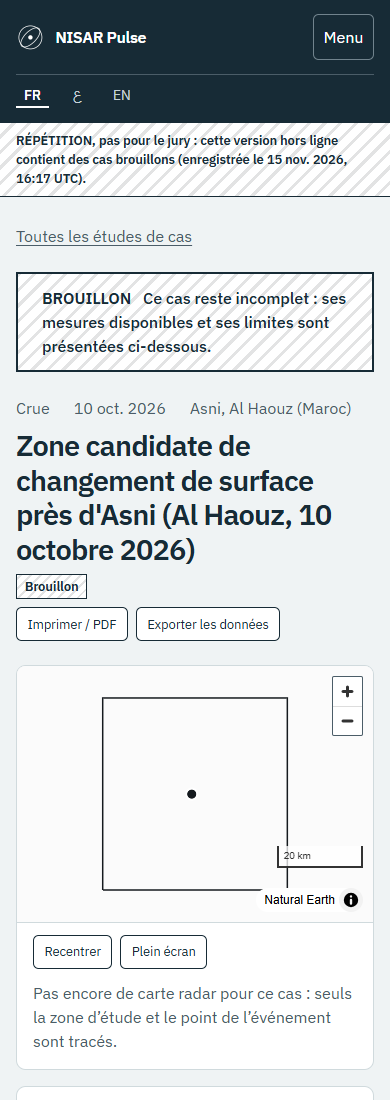 NISAR Pulse
Menu
FR
ع
EN
RÉPÉTITION, pas pour le jury : cette version hors ligne
contient des cas brouillons (enregistrée le 15 nov. 2026,
16:17 UTC).
Toutes les études de cas
BROUILLON Ce cas reste incomplet : ses
mesures disponibles et ses limites sont
présentées ci-dessous.
Crue 10 oct. 2026 Asni, Al Haouz (Maroc)
Zone candidate de
changement de surface
près d'Asni (Al Haouz, 10
octobre 2026)
Brouillon
Imprimer / PDF
Exporter les données
20 km
Natural Earth
Recentrer
Plein écran
Pas encore de carte radar pour ce cas : seuls
la zone d’étude et le point de l’événement
sont tracés.